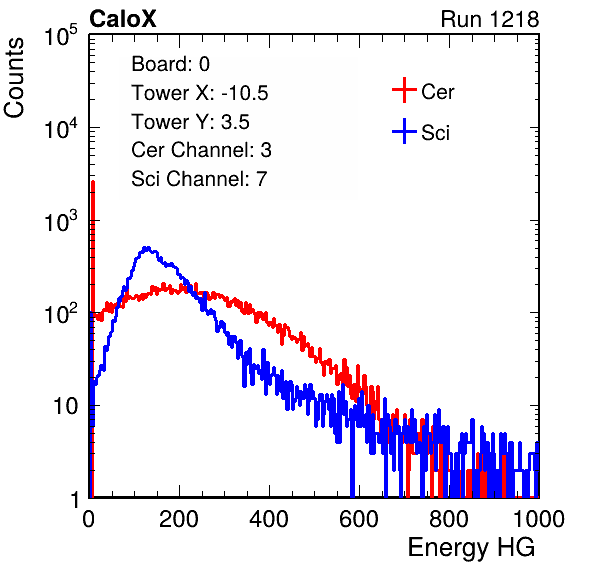 CaloX
Run 1218
Counts
Board: 0
Tower X: -10.5
Tower Y: 3.5
Cer Channel: 3
Sci Channel: 7
Cer
Sci
10^5
10^4
10^3
10^2
10
1
0 200 400 600 800 1000
Energy HG